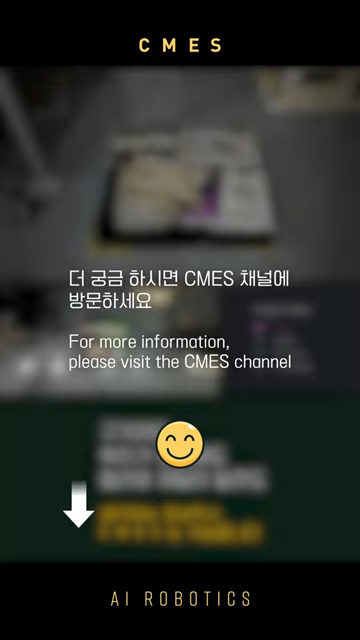 CMES
더 궁금 하시면 CMES 채널에
방문하세요
For more information,
please visit the CMES channel
AI ROBOTICS